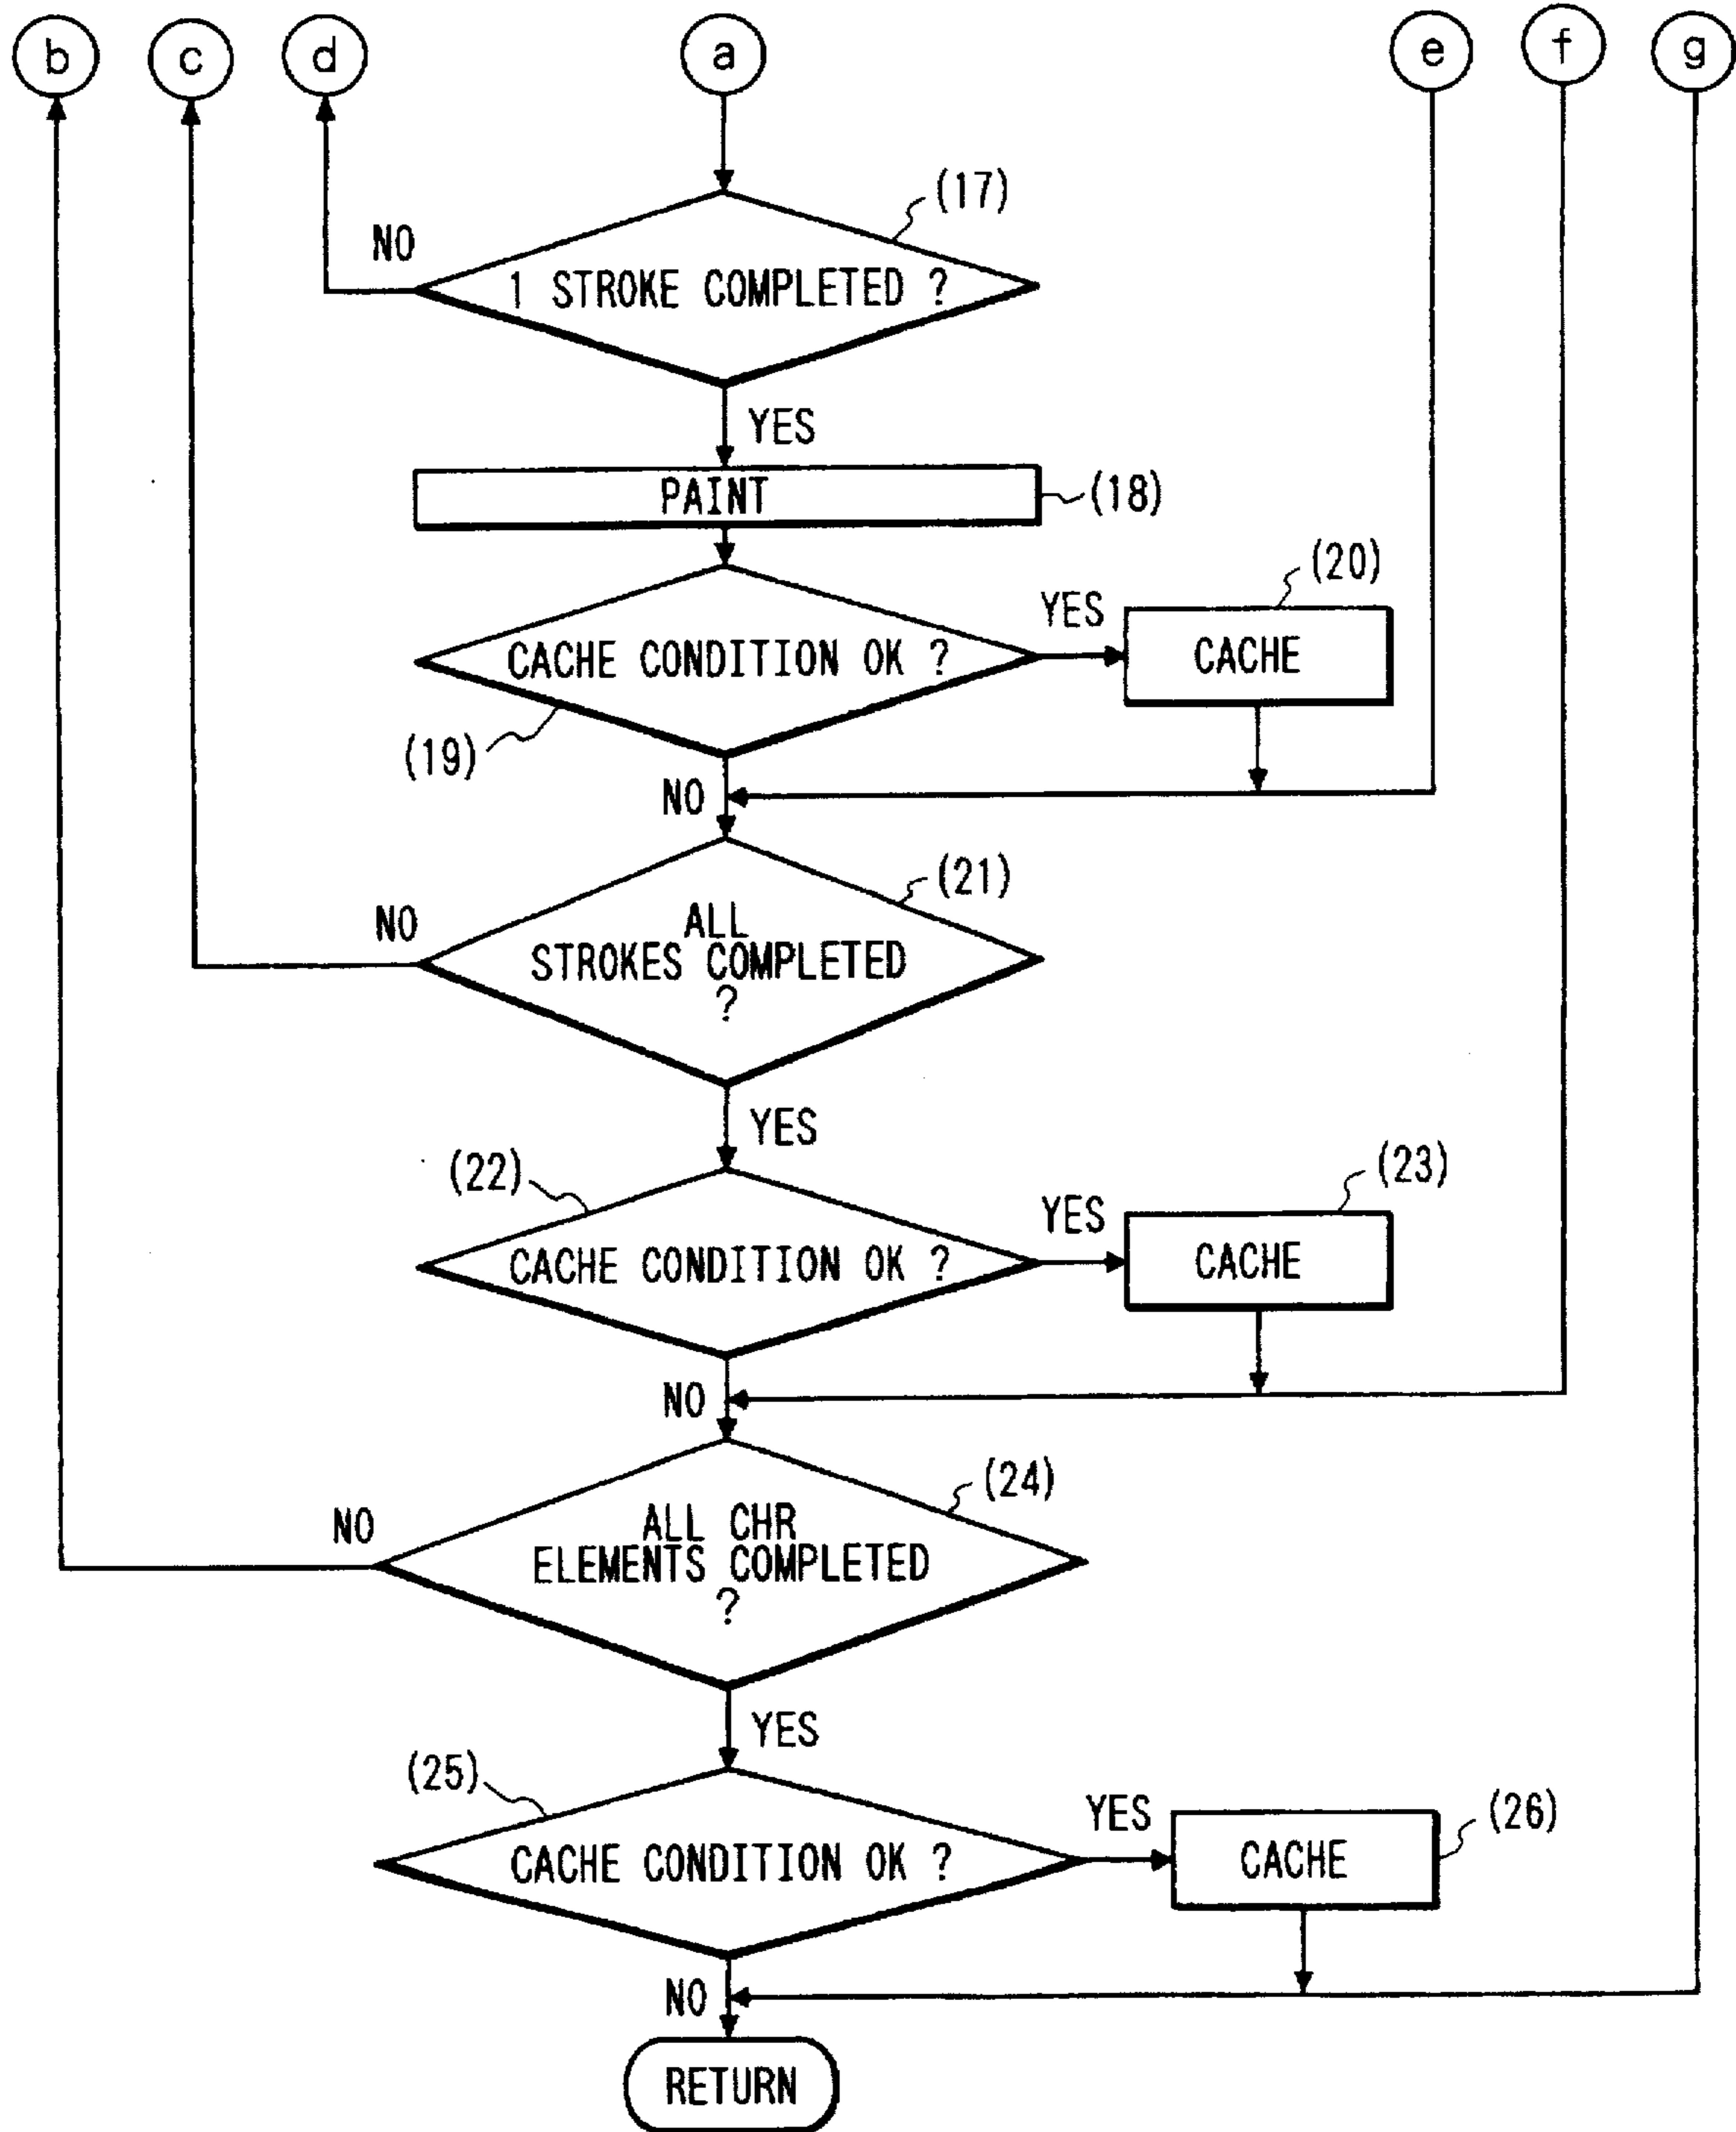 b c d a e f g
(17)
NO
1 STROKE COMPLETED ?
YES
PAINT
(18)
(20)
YES
CACHE CONDITION OK ?
CACHE
(19)
NO
(21)
NO
ALL
STROKES COMPLETED
?
YES
(22)
(23)
YES
CACHE CONDITION OK ?
CACHE
NO
(24)
NO
ALL CHR
ELEMENTS COMPLETED
?
YES
(25)
YES
(26)
CACHE CONDITION OK ?
CACHE
NO
RETURN